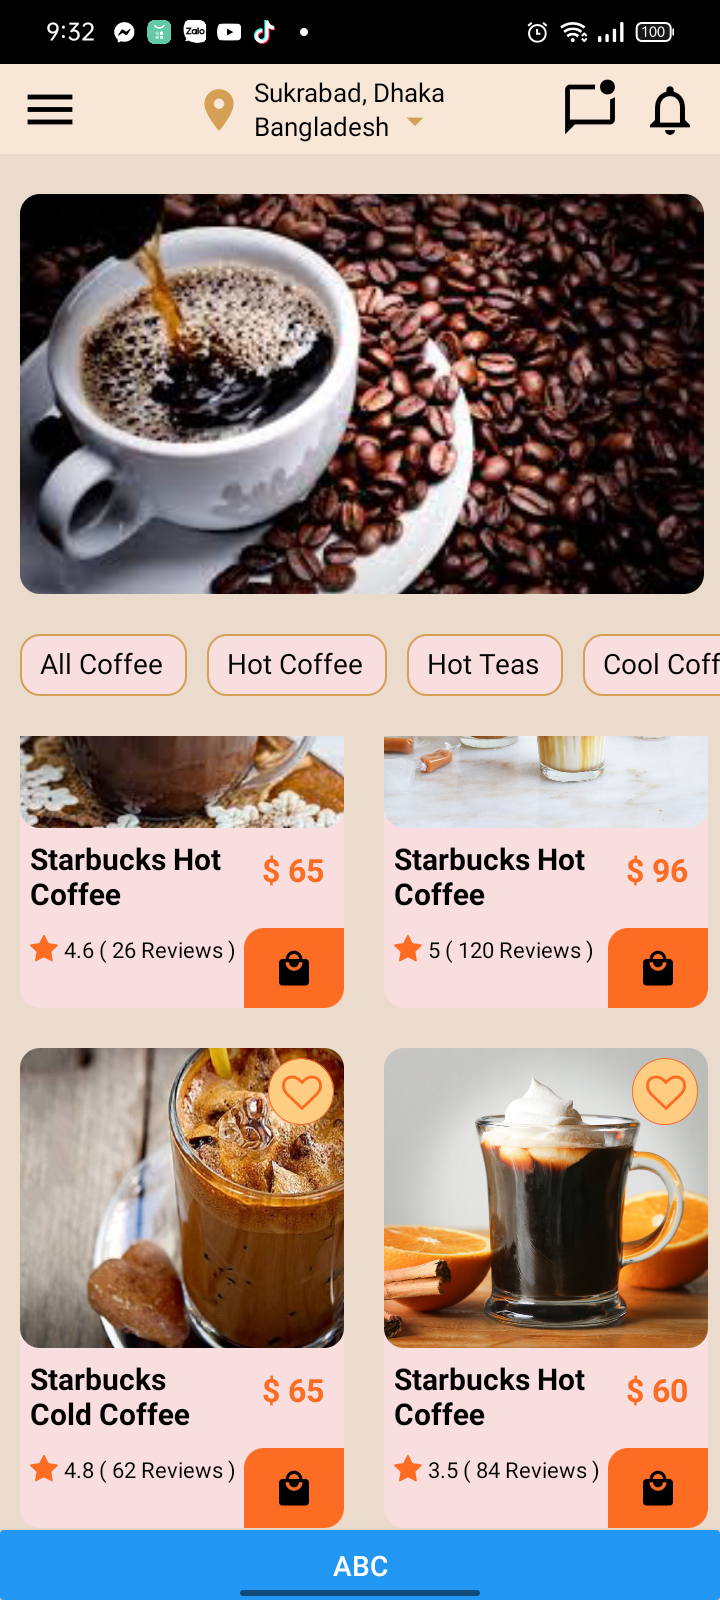 9:32
Zalo
100
Sukrabad, Dhaka
Bangladesh
All Coffee
Hot Coffee
Hot Teas
Cool Coff
Starbucks Hot
Coffee
$ 65
4.6 ( 26 Reviews )
Starbucks Hot
Coffee
$ 96
5 ( 120 Reviews )
Starbucks
Cold Coffee
$ 65
4.8 ( 62 Reviews )
Starbucks Hot
Coffee
$ 60
3.5 ( 84 Reviews )
ABC